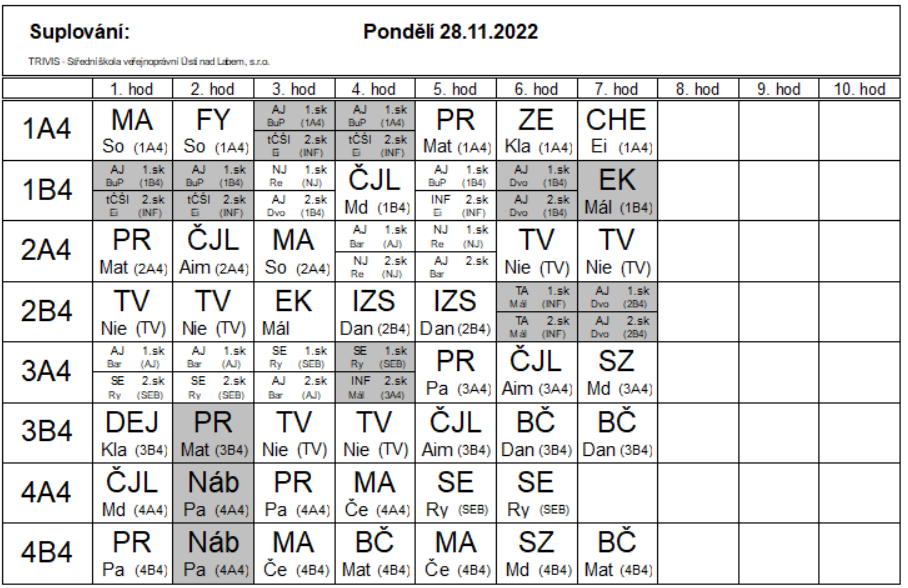 Suplování: Pondělí 28.11.2022
TRIVIS - Střední škola veřejnoprávní Ústí nad Labem, s.r.o.
1. hod 2. hod 3. hod 4. hod 5. hod 6. hod 7. hod 8. hod 9. hod 10. hod
1A4 MA FY AJ 1.sk AJ 1.sk PR ZE CHE
BuP (1A4) BuP (1A4)
So (1A4) So (1A4) tČŠI 2.sk tČŠI 2.sk Mat (1A4) Kla (1A4) Ei (1A4)
Ei (INF) Ei (INF)
1B4 AJ 1.sk AJ 1.sk NJ 1.sk ČJL AJ 1.sk AJ 1.sk EK
BuP (1B4) BuP (1B4) Re (NJ) BuP (1B4) Dvo (1B4)
tČŠI 2.sk tČŠI 2.sk AJ 2.sk Md (1B4) INF 2.sk AJ 2.sk Mál (1B4)
Ei (INF) Ei (INF) Dvo (1B4) Ei (INF) Dvo (1B4)
2A4 PR ČJL MA AJ 1.sk NJ 1.sk TV TV
Bar (AJ) Re (NJ)
Mat (2A4) Aim (2A4) So (2A4) NJ 2.sk AJ 2.sk Nie (TV) Nie (TV)
Re (NJ) Bar
2B4 TV TV EK IZS IZS TA 1.sk AJ 1.sk
Mál (INF) Dvo (2B4)
Nie (TV) Nie (TV) Mál Dan (2B4) Dan (2B4) TA 2.sk AJ 2.sk
Mál (INF) Dvo (2B4)
3A4 AJ 1.sk AJ 1.sk SE 1.sk SE 1.sk PR ČJL SZ
Bar (AJ) Bar (AJ) Ry (SEB) Ry (SEB)
SE 2.sk SE 2.sk AJ 2.sk INF 2.sk Pa (3A4) Aim (3A4) Md (3A4)
Ry (SEB) Ry (SEB) Bar (AJ) Mál (3A4)
3B4 DEJ PR TV TV ČJL BČ BČ
Kla (3B4) Mat (3B4) Nie (TV) Nie (TV) Aim (3B4) Dan (3B4) Dan (3B4)
4A4 ČJL Náb PR MA SE SE
Md (4A4) Pa (4A4) Pa (4A4) Če (4A4) Ry (SEB) Ry (SEB)
4B4 PR Náb MA BČ MA SZ BČ
Pa (4B4) Pa (4A4) Če (4B4) Mat (4B4) Če (4B4) Md (4B4) Mat (4B4)